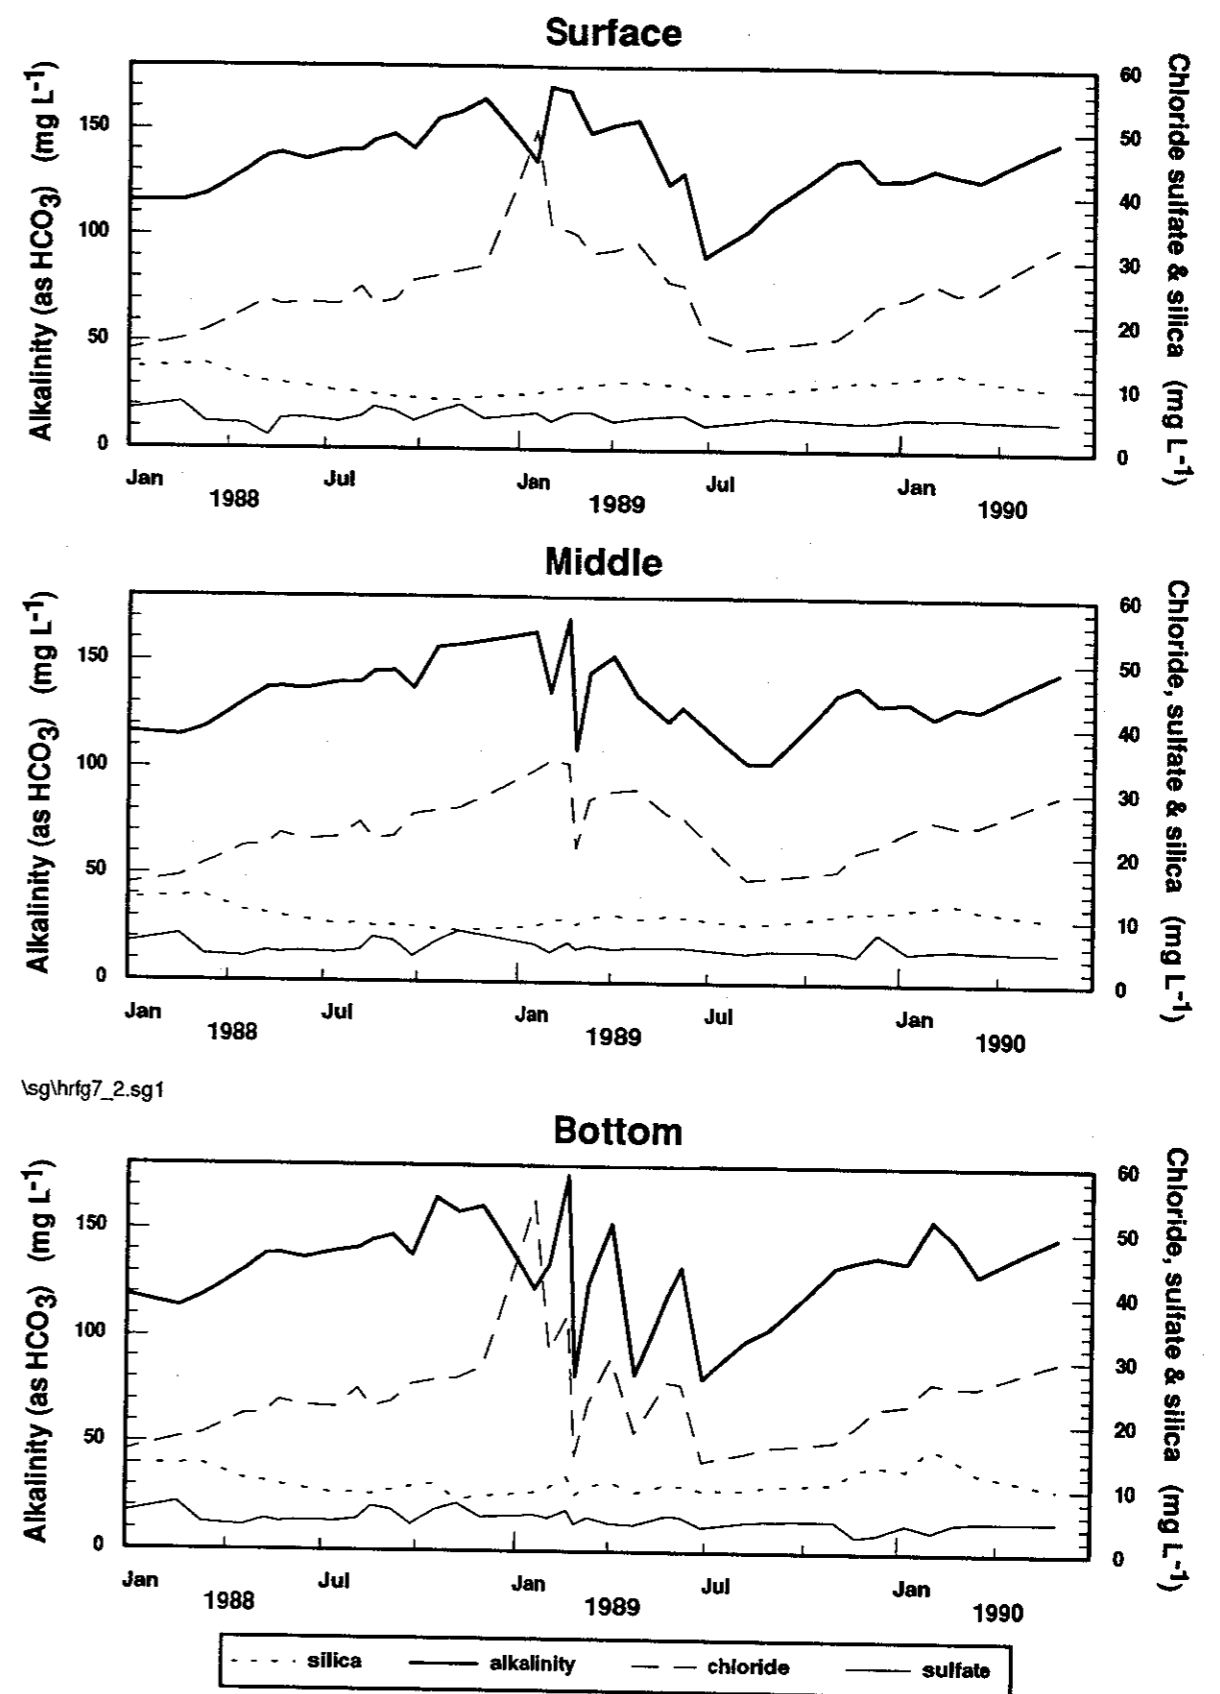 Surface
Alkalinity (as HCO3) (mg L-1)
150
100
50
0
60
50
40
30
20
10
0
Chloride sulfate & silica (mg L-1)
Jan Jul Jan Jul Jan
1988 1989 1990
Middle
Alkalinity (as HCO3) (mg L-1)
150
100
50
0
60
50
40
30
20
10
0
Chloride, sulfate & silica (mg L-1)
Jan Jul Jan Jul Jan
1988 1989 1990
\sg\hrfg7_2.sg1
Bottom
Alkalinity (as HCO3) (mg L-1)
150
100
50
0
60
50
40
30
20
10
0
Chloride, sulfate & silica (mg L-1)
Jan Jul Jan Jul Jan
1988 1989 1990
silica alkalinity chloride sulfate